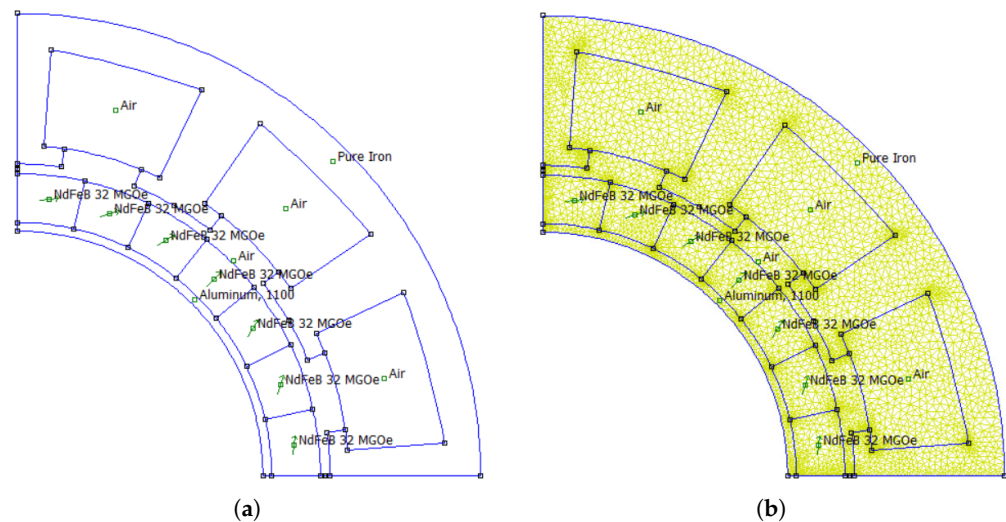 Air
Pure Iron
NdFeB 32 MGOe
NdFeB 32 MGOe
Air
NdFeB 32 MGOe
Air
NdFeB 32 MGOe
Aluminum, 1100
NdFeB 32 MGOe
NdFeB 32 MGOe
Air
NdFeB 32 MGOe
(a)
Air
Pure Iron
NdFeB 32 MGOe
NdFeB 32 MGOe
Air
NdFeB 32 MGOe
Air
NdFeB 32 MGOe
Aluminum, 1100
NdFeB 32 MGOe
NdFeB 32 MGOe
Air
NdFeB 32 MGOe
(b)